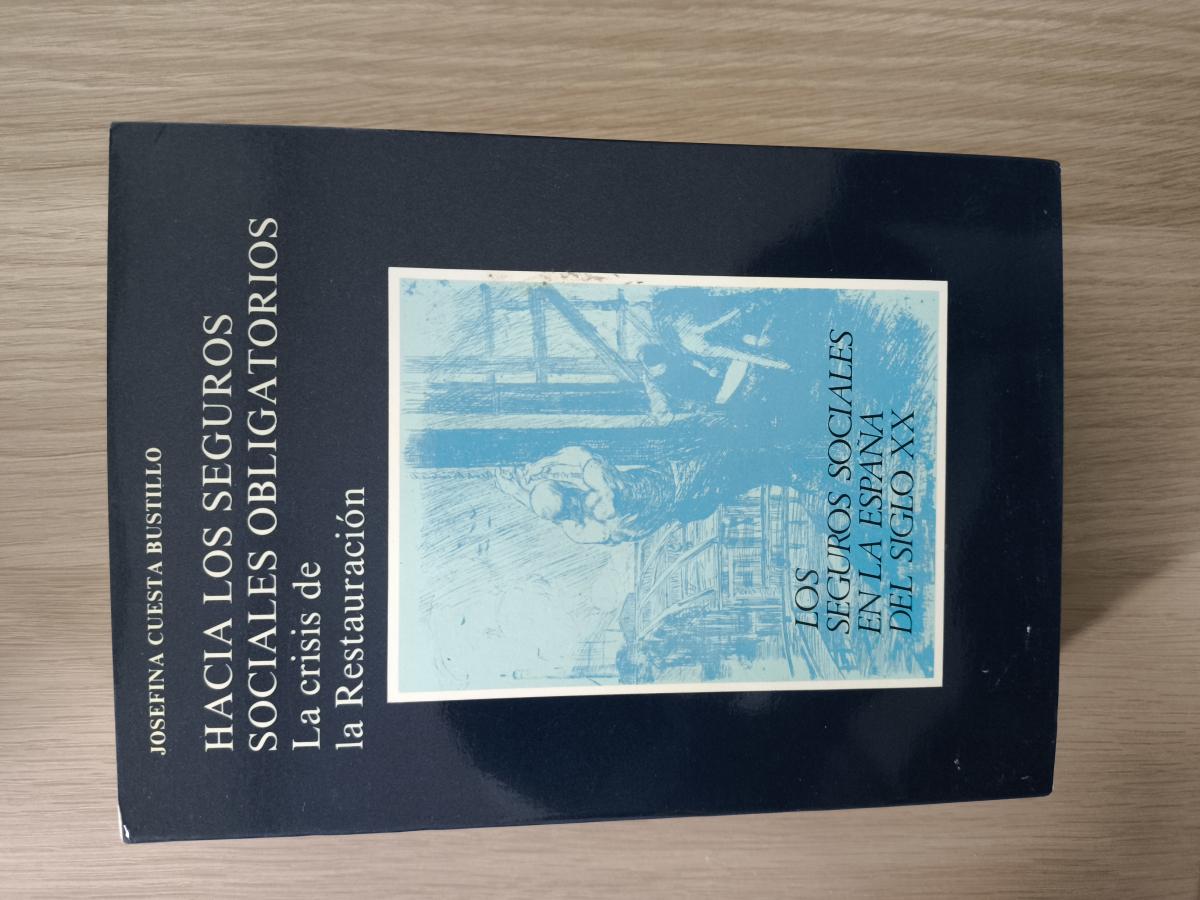 JOSEFINA CUESTA BUSTILLO
HACIA LOS SEGUROS
SOCIALES OBLIGATORIOS
La crisis de
la Restauración
LOS
SEGUROS SOCIALES
EN LA ESPAÑA
DEL SIGLO XX